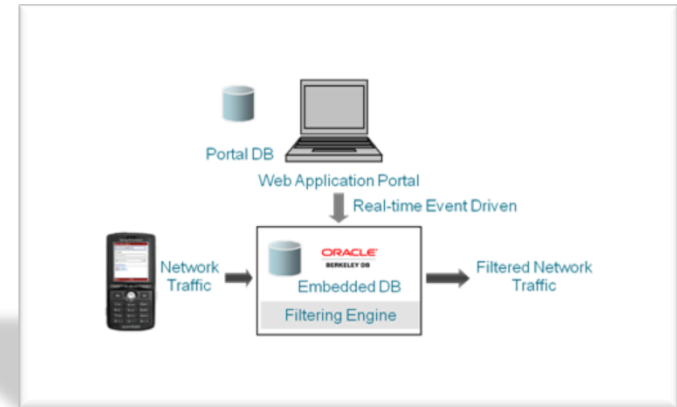 Portal DB
Web Application Portal
Real-time Event Driven
Network
Traffic
ORACLE
BERKELEY DB
Embedded DB
Filtering Engine
Filtered Network
Traffic